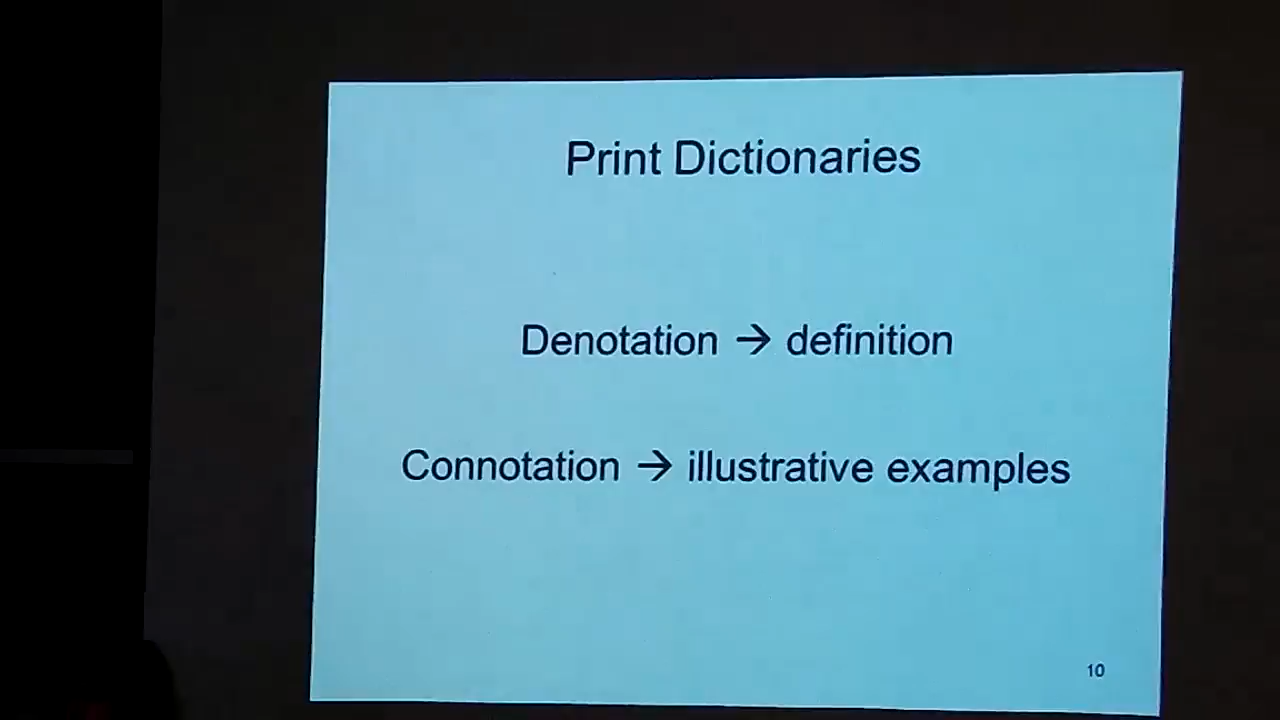 Print Dictionaries
Denotation → definition
Connotation → illustrative examples
10